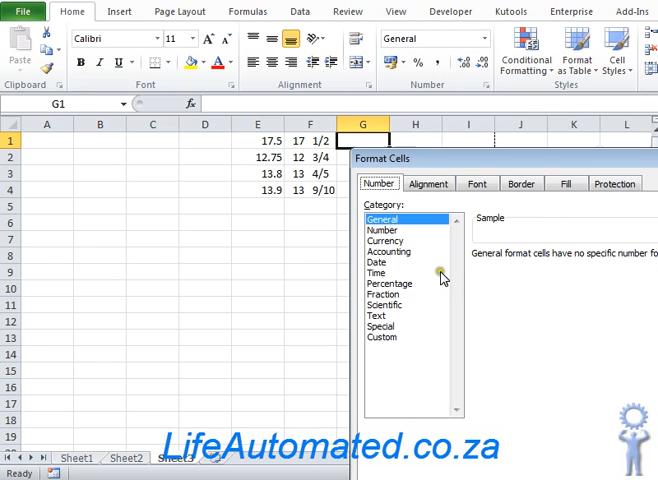 File Home Insert Page Layout Formulas Data Review View Developer Kutools Enterprise Add-Ins
Calibri 11 General
Paste B I U A % , Conditional Formatting Format as Table Cell Styles
Clipboard Font Alignment Number Styles
G1 fx
A B C D E F G H I J K L
1 17.5 17 1/2
2 12.75 12 3/4
3 13.8 13 4/5
4 13.9 13 9/10
5
6
7
8
9
10
11
12
13
14
15
16
17
18
19
20
Format Cells
Number Alignment Font Border Fill Protection
Category:
General
Number
Currency
Accounting
Date
Time
Percentage
Fraction
Scientific
Text
Special
Custom
Sample
General format cells have no specific number fo
LifeAutomated.co.za
Sheet1 Sheet2 Sheet3
Ready